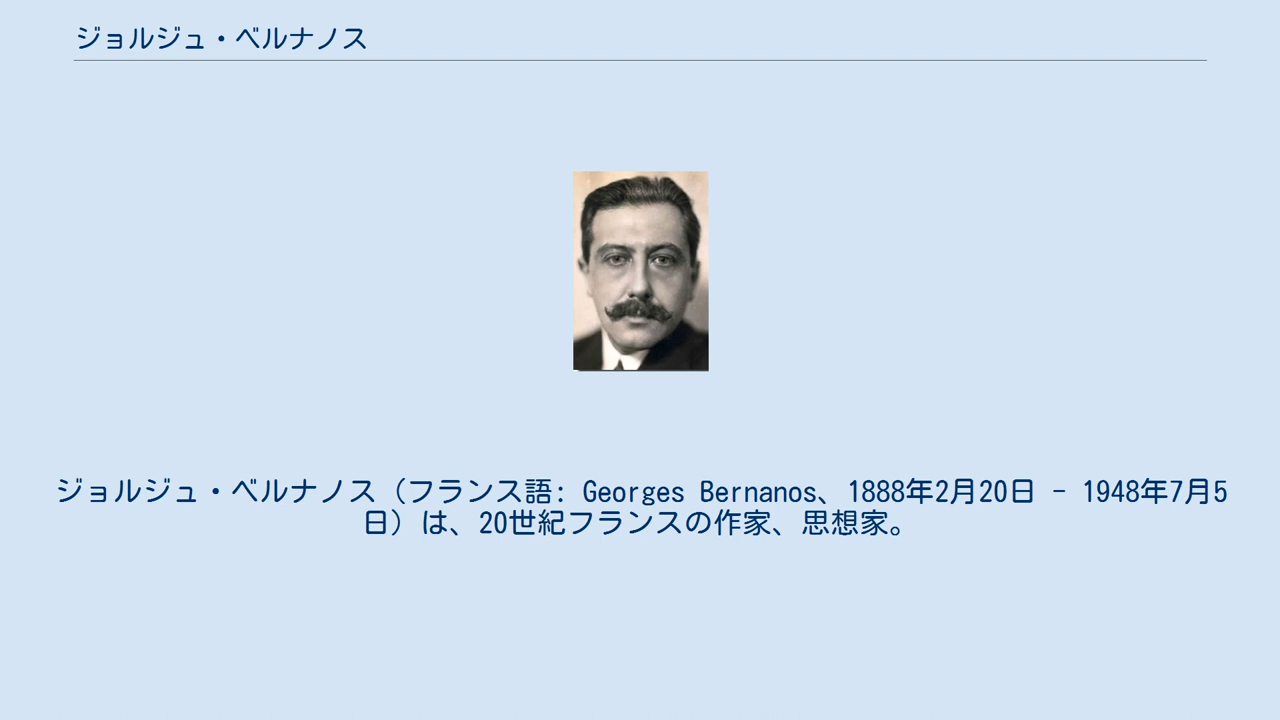 ジョルジュ・ベルナノス
ジョルジュ・ベルナノス（フランス語: Georges Bernanos、1888年2月20日 - 1948年7月5
日）は、20世紀フランスの作家、思想家。